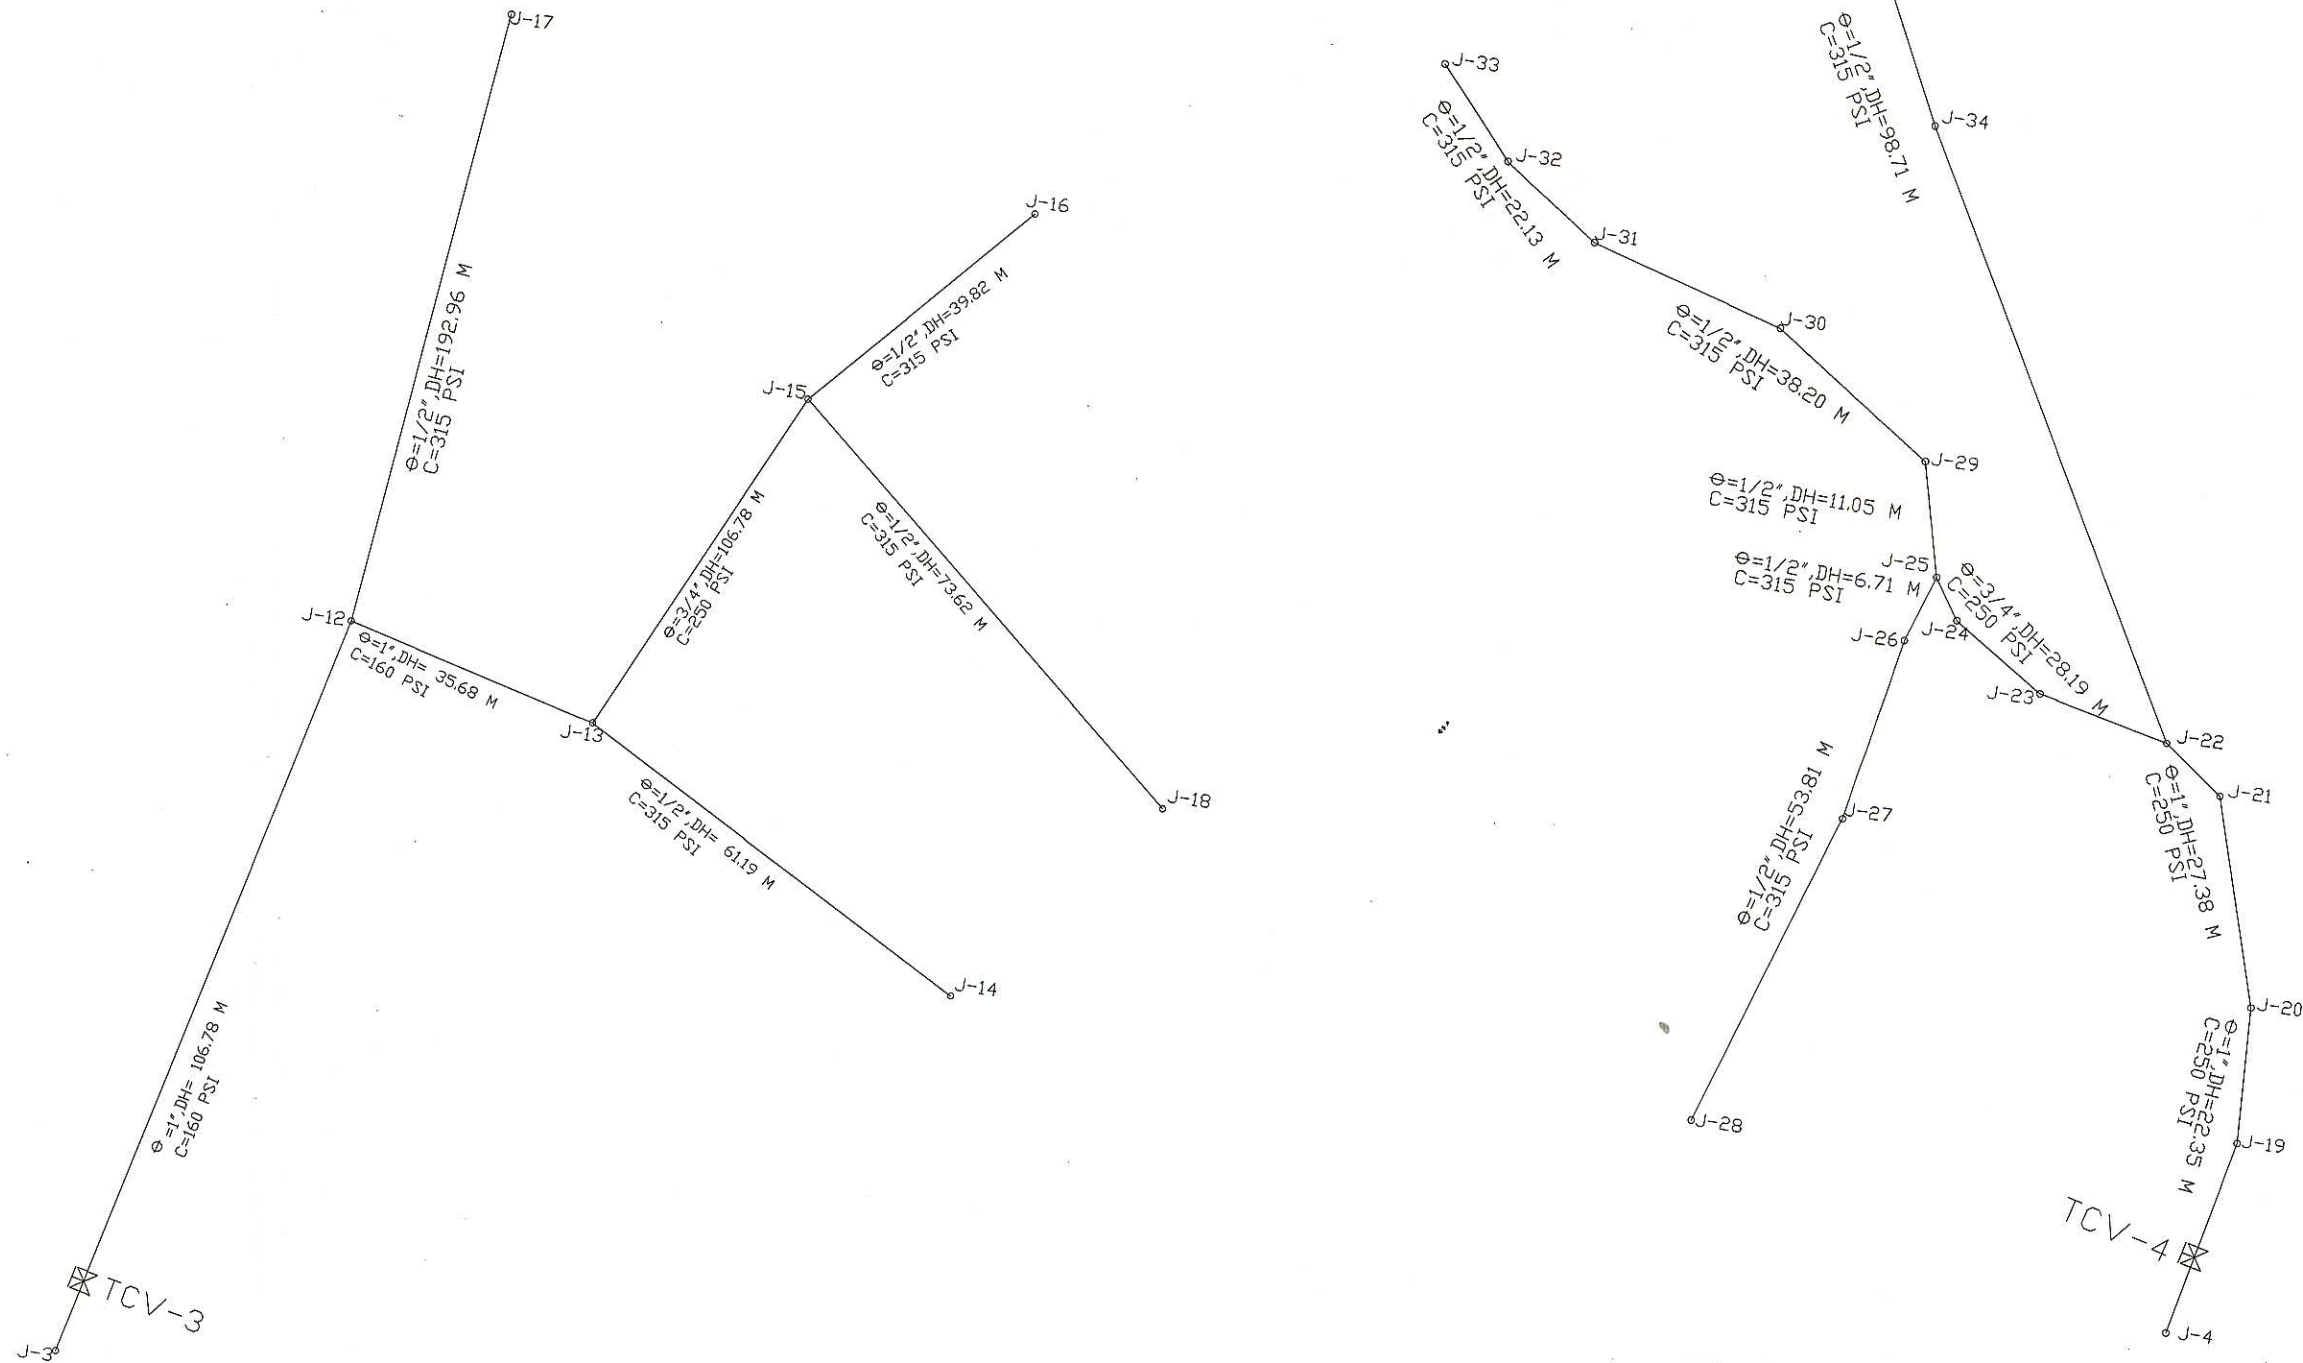 J-17
Φ=1/2",DH=192.96 M
C=315 PSI
J-16
Φ=1/2",DH=39.82 M
C=315 PSI
J-15
Φ=3/4",DH=106.78 M
C=250 PSI
Φ=1/2",DH=73.62 M
C=315 PSI
J-12
Φ=1",DH= 35.68 M
C=160 PSI
J-13
Φ=1/2",DH= 61.19 M
C=315 PSI
J-18
J-14
Φ =1",DH= 106.78 M
C=160 PSI
TCV-3
J-3
Φ=1/2",DH=98.71 M
C=315 PSI
J-34
J-33
Φ=1/2",DH=22.13 M
C=315 PSI
J-32
J-31
J-30
Φ=1/2",DH=38.20 M
C=315 PSI
J-29
Φ=1/2",DH=11.05 M
C=315 PSI
J-25
Φ=1/2",DH=6.71 M
C=315 PSI
Φ=3/4",DH=28.19 M
C=250 PSI
J-26
J-24
J-23
J-22
J-21
Φ=1",DH=27.38 M
C=250 PSI
J-27
Φ=1/2",DH=53.81 M
C=315 PSI
J-28
J-20
Φ=1",DH=22.35 M
C=250 PSI
J-19
TCV-4
J-4